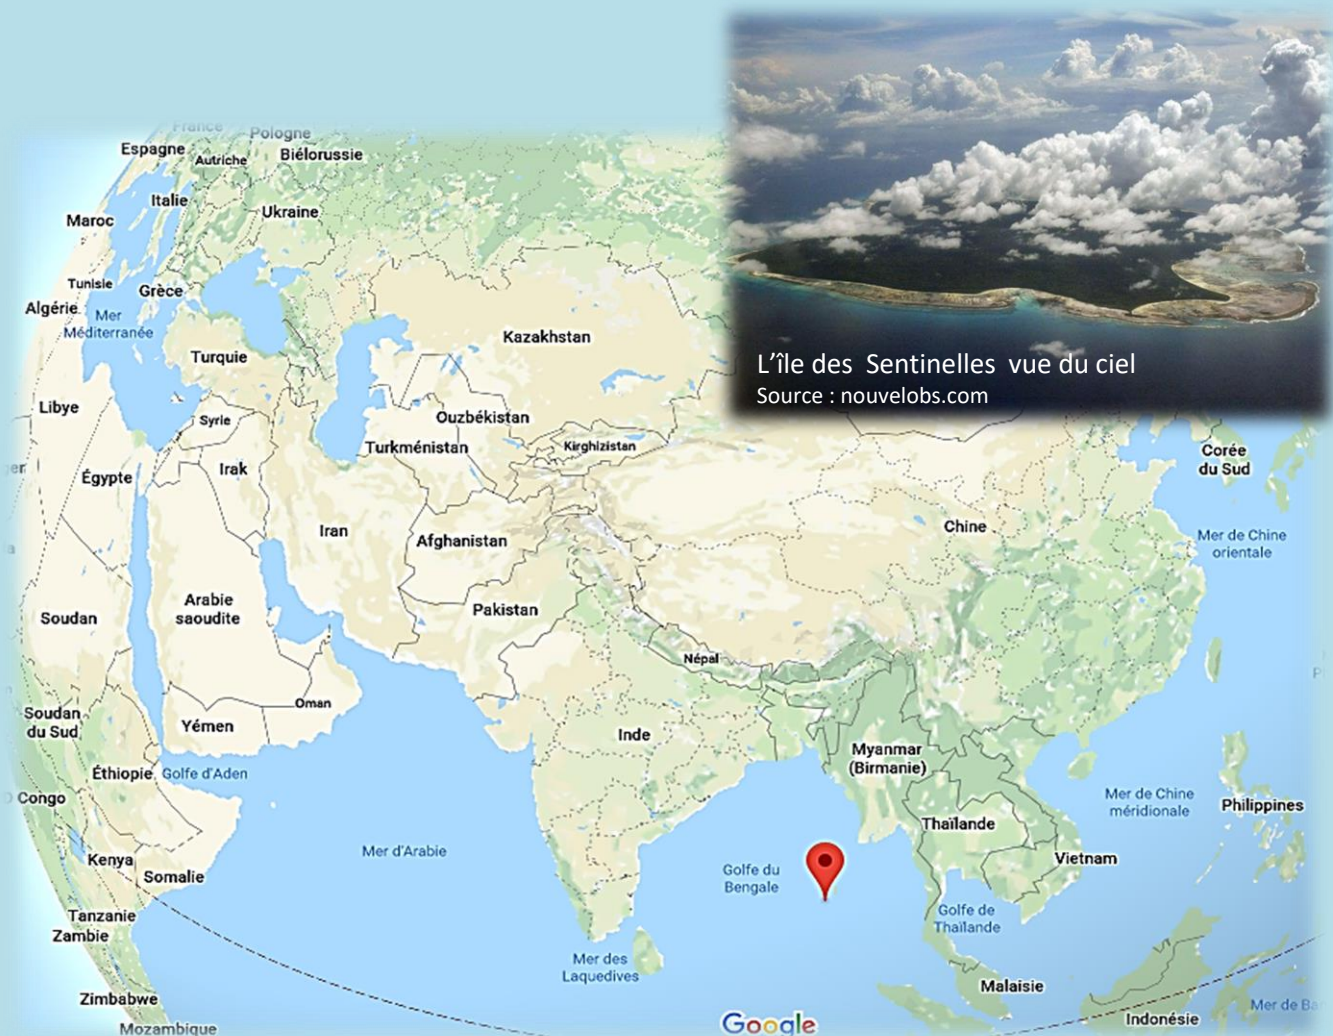 France
Pologne
Espagne
Autriche
Biélorussie
Italie
Ukraine
Maroc
Tunisie
Grèce
Algérie
Mer
Méditerranée
Turquie
Kazakhstan
L'île des Sentinelles vue du ciel
Source : nouvelobs.com
Libye
Syrie
Ouzbékistan
Turkménistan
Kirghizistan
Corée
du Sud
Égypte
Irak
Iran
Afghanistan
Chine
Mer de Chine
orientale
Soudan
Arabie
saoudite
Pakistan
Népal
Oman
Soudan
du Sud
Yémen
Inde
Myanmar
(Birmanie)
Éthiopie
Golfe d'Aden
Congo
Mer de Chine
méridionale
Philippines
Thaïlande
Mer d'Arabie
Kenya
Somalie
Golfe du
Bengale
Vietnam
Tanzanie
Zambie
Golfe de
Thaïlande
Mer des
Laquedives
Malaisie
Zimbabwe
Mozambique
Google
Indonésie
Mer de Ba